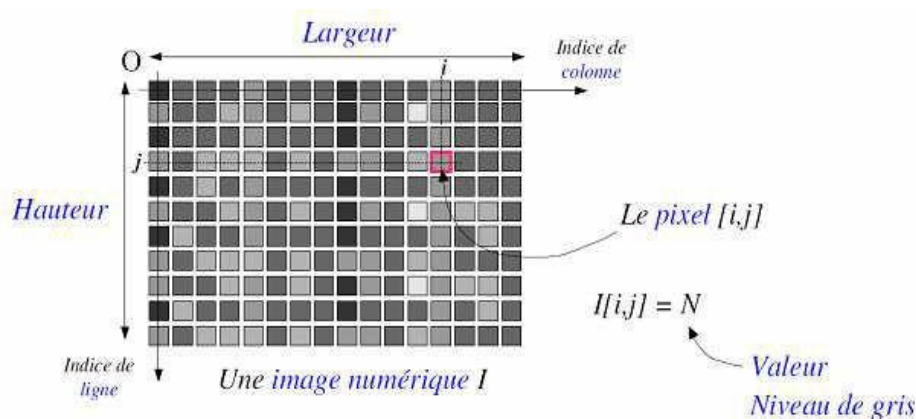 Largeur
O
i
Indice de
colonne
j
Hauteur
Le pixel [i,j]
I[i,j] = N
Indice de
ligne
Une image numérique I
Valeur
Niveau de gris